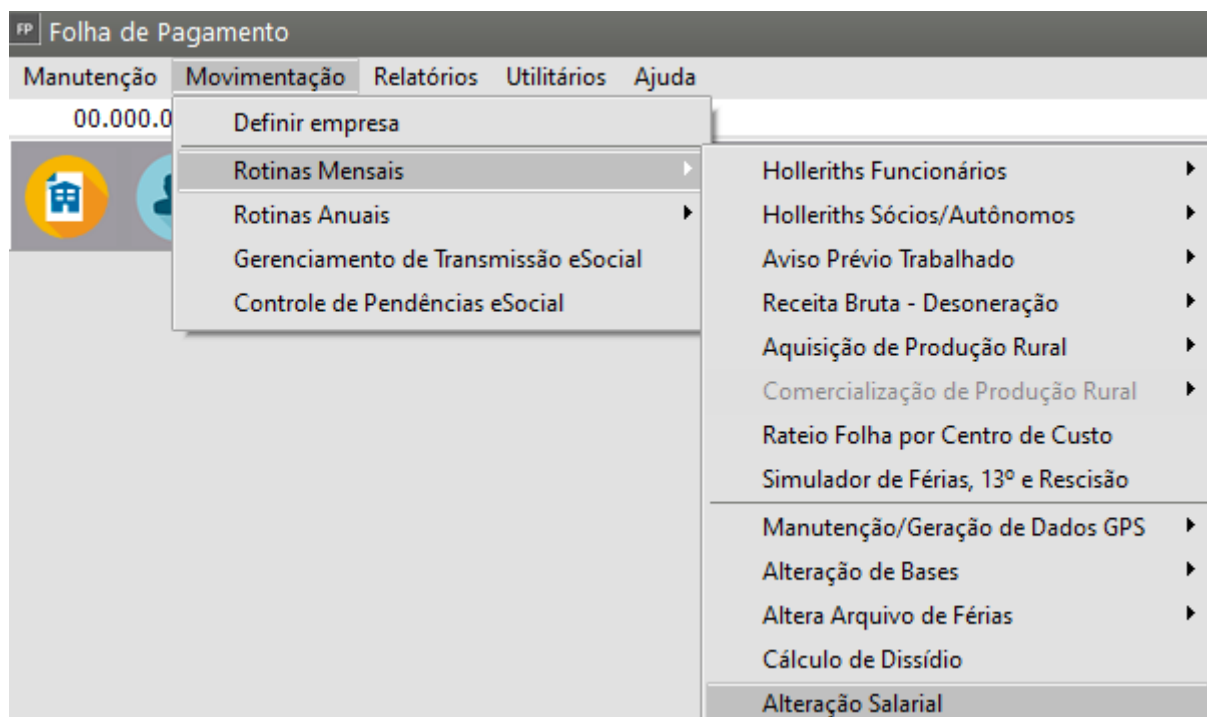 FP Folha de Pagamento
Manutenção Movimentação Relatórios Utilitários Ajuda
00.000.0
Definir empresa
Rotinas Mensais
Rotinas Anuais
Gerenciamento de Transmissão eSocial
Controle de Pendências eSocial
Holleriths Funcionários
Holleriths Sócios/Autônomos
Aviso Prévio Trabalhado
Receita Bruta - Desoneração
Aquisição de Produção Rural
Comercialização de Produção Rural
Rateio Folha por Centro de Custo
Simulador de Férias, 13º e Rescisão
Manutenção/Geração de Dados GPS
Alteração de Bases
Altera Arquivo de Férias
Cálculo de Dissídio
Alteração Salarial